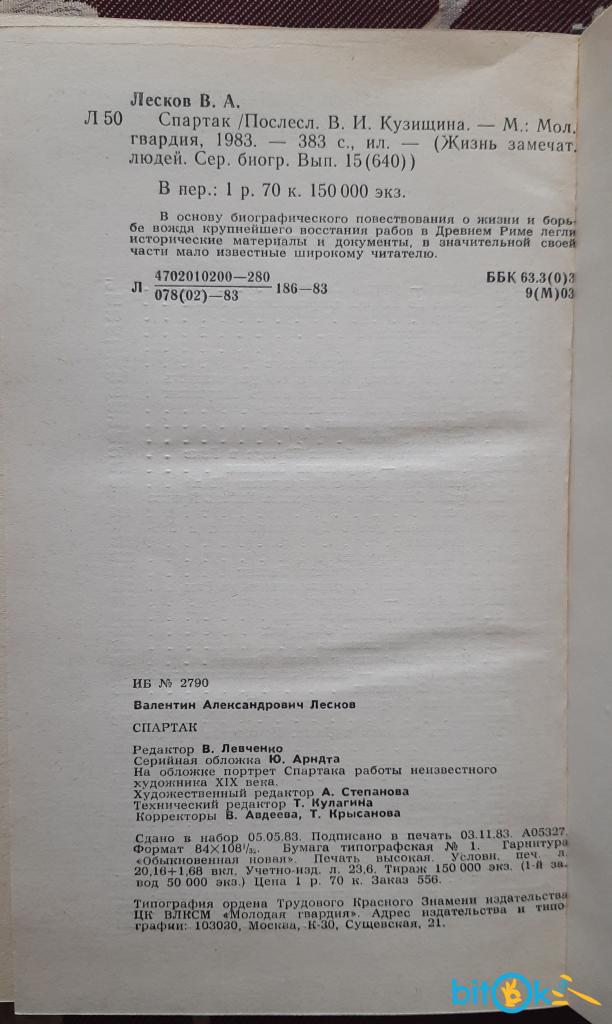 Лесков В. А.
Л 50 Спартак /Послесл. В. И. Кузищина. — М.: Мол.
гвардия, 1983. — 383 с., ил. — (Жизнь замечат.
людей. Сер. биогр. Вып. 15(640))
В пер.: 1 р. 70 к. 150 000 экз.
В основу биографического повествования о жизни и борь-
бе вождя крупнейшего восстания рабов в Древнем Риме легли
исторические материалы и документы, в значительной своей
части мало известные широкому читателю.
4702010200—280
Л 186—83
078(02)—83
ББК 63.3(0)3
9(М)03
ИБ № 2790
Валентин Александрович Лесков
СПАРТАК
Редактор В. Левченко
Серийная обложка Ю. Арндта
На обложке портрет Спартака работы неизвестного
художника XIX века.
Художественный редактор А. Степанова
Технический редактор Т. Кулагина
Корректоры В. Авдеева, Т. Крысанова
Сдано в набор 05.05.83. Подписано в печать 03.11.83. А05327.
Формат 84×108¹/₃₂. Бумага типографская № 1. Гарнитура
«Обыкновенная новая». Печать высокая. Условн. печ. л.
20,16+1,68 вкл. Учетно-изд. л. 23,6. Тираж 150 000 экз. (1-й за-
вод 50 000 экз.) Цена 1 р. 70 к. Заказ 556.
Типография ордена Трудового Красного Знамени издательства
ЦК ВЛКСМ «Молодая гвардия». Адрес издательства и типо-
графии: 103030, Москва, К-30, Сущевская, 21.
bitok